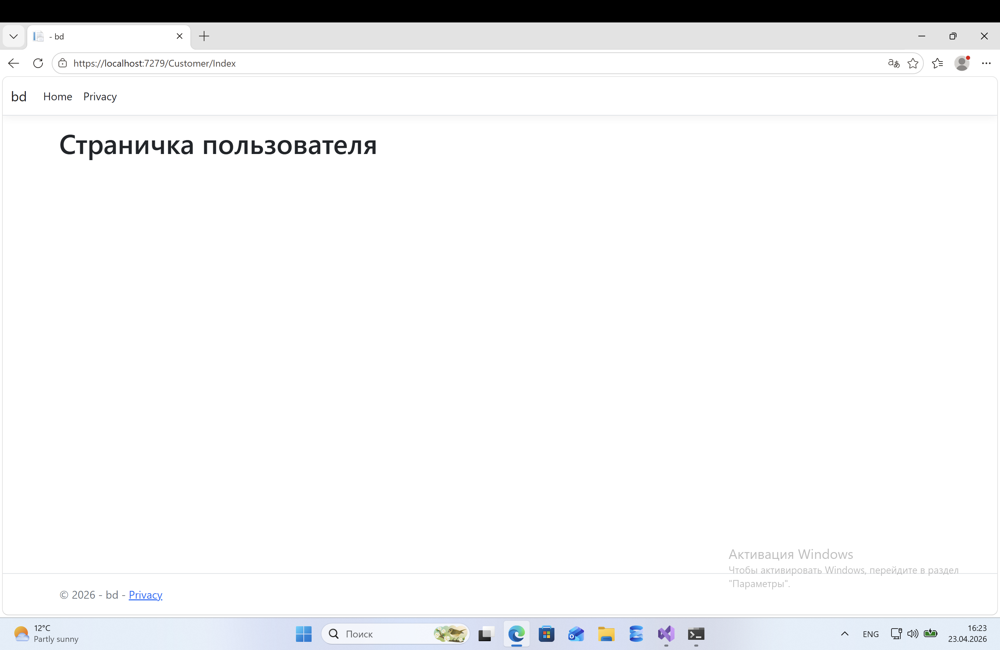 - bd
https://localhost:7279/Customer/Index
bd Home Privacy
Страничка пользователя
Активация Windows
Чтобы активировать Windows, перейдите в раздел
"Параметры".
© 2026 - bd - Privacy
12°C
Partly sunny
Поиск
ENG
16:23
23.04.2026